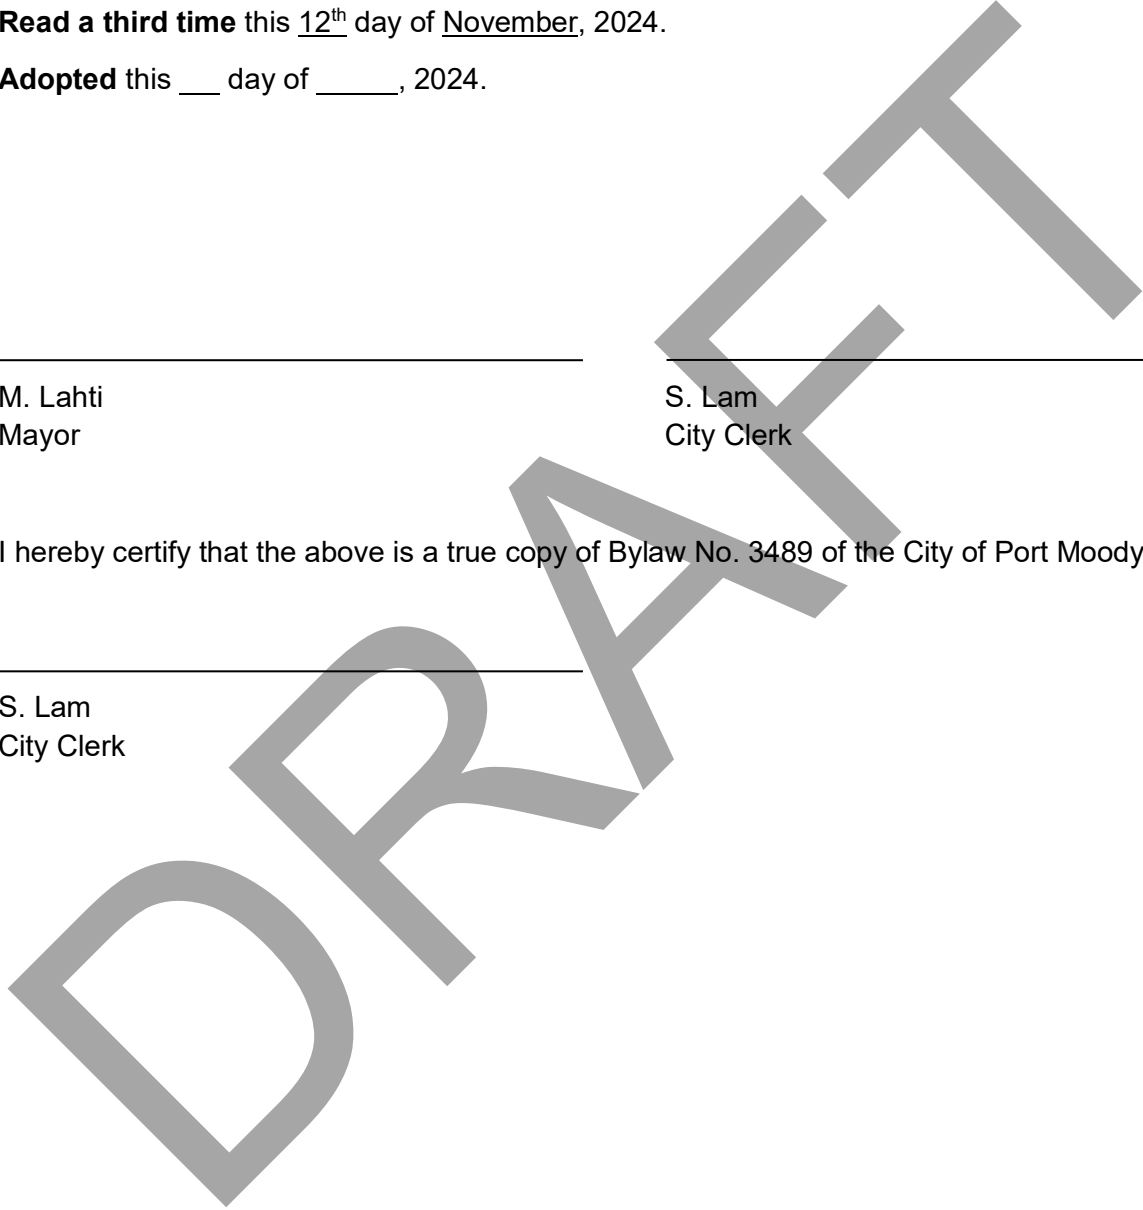 Read a third time this 12th day of November, 2024.
Adopted this ___ day of _____, 2024.
M. Lahti
Mayor
S. Lam
City Clerk
I hereby certify that the above is a true copy of Bylaw No. 3489 of the City of Port Moody
S. Lam
City Clerk
DRAFT